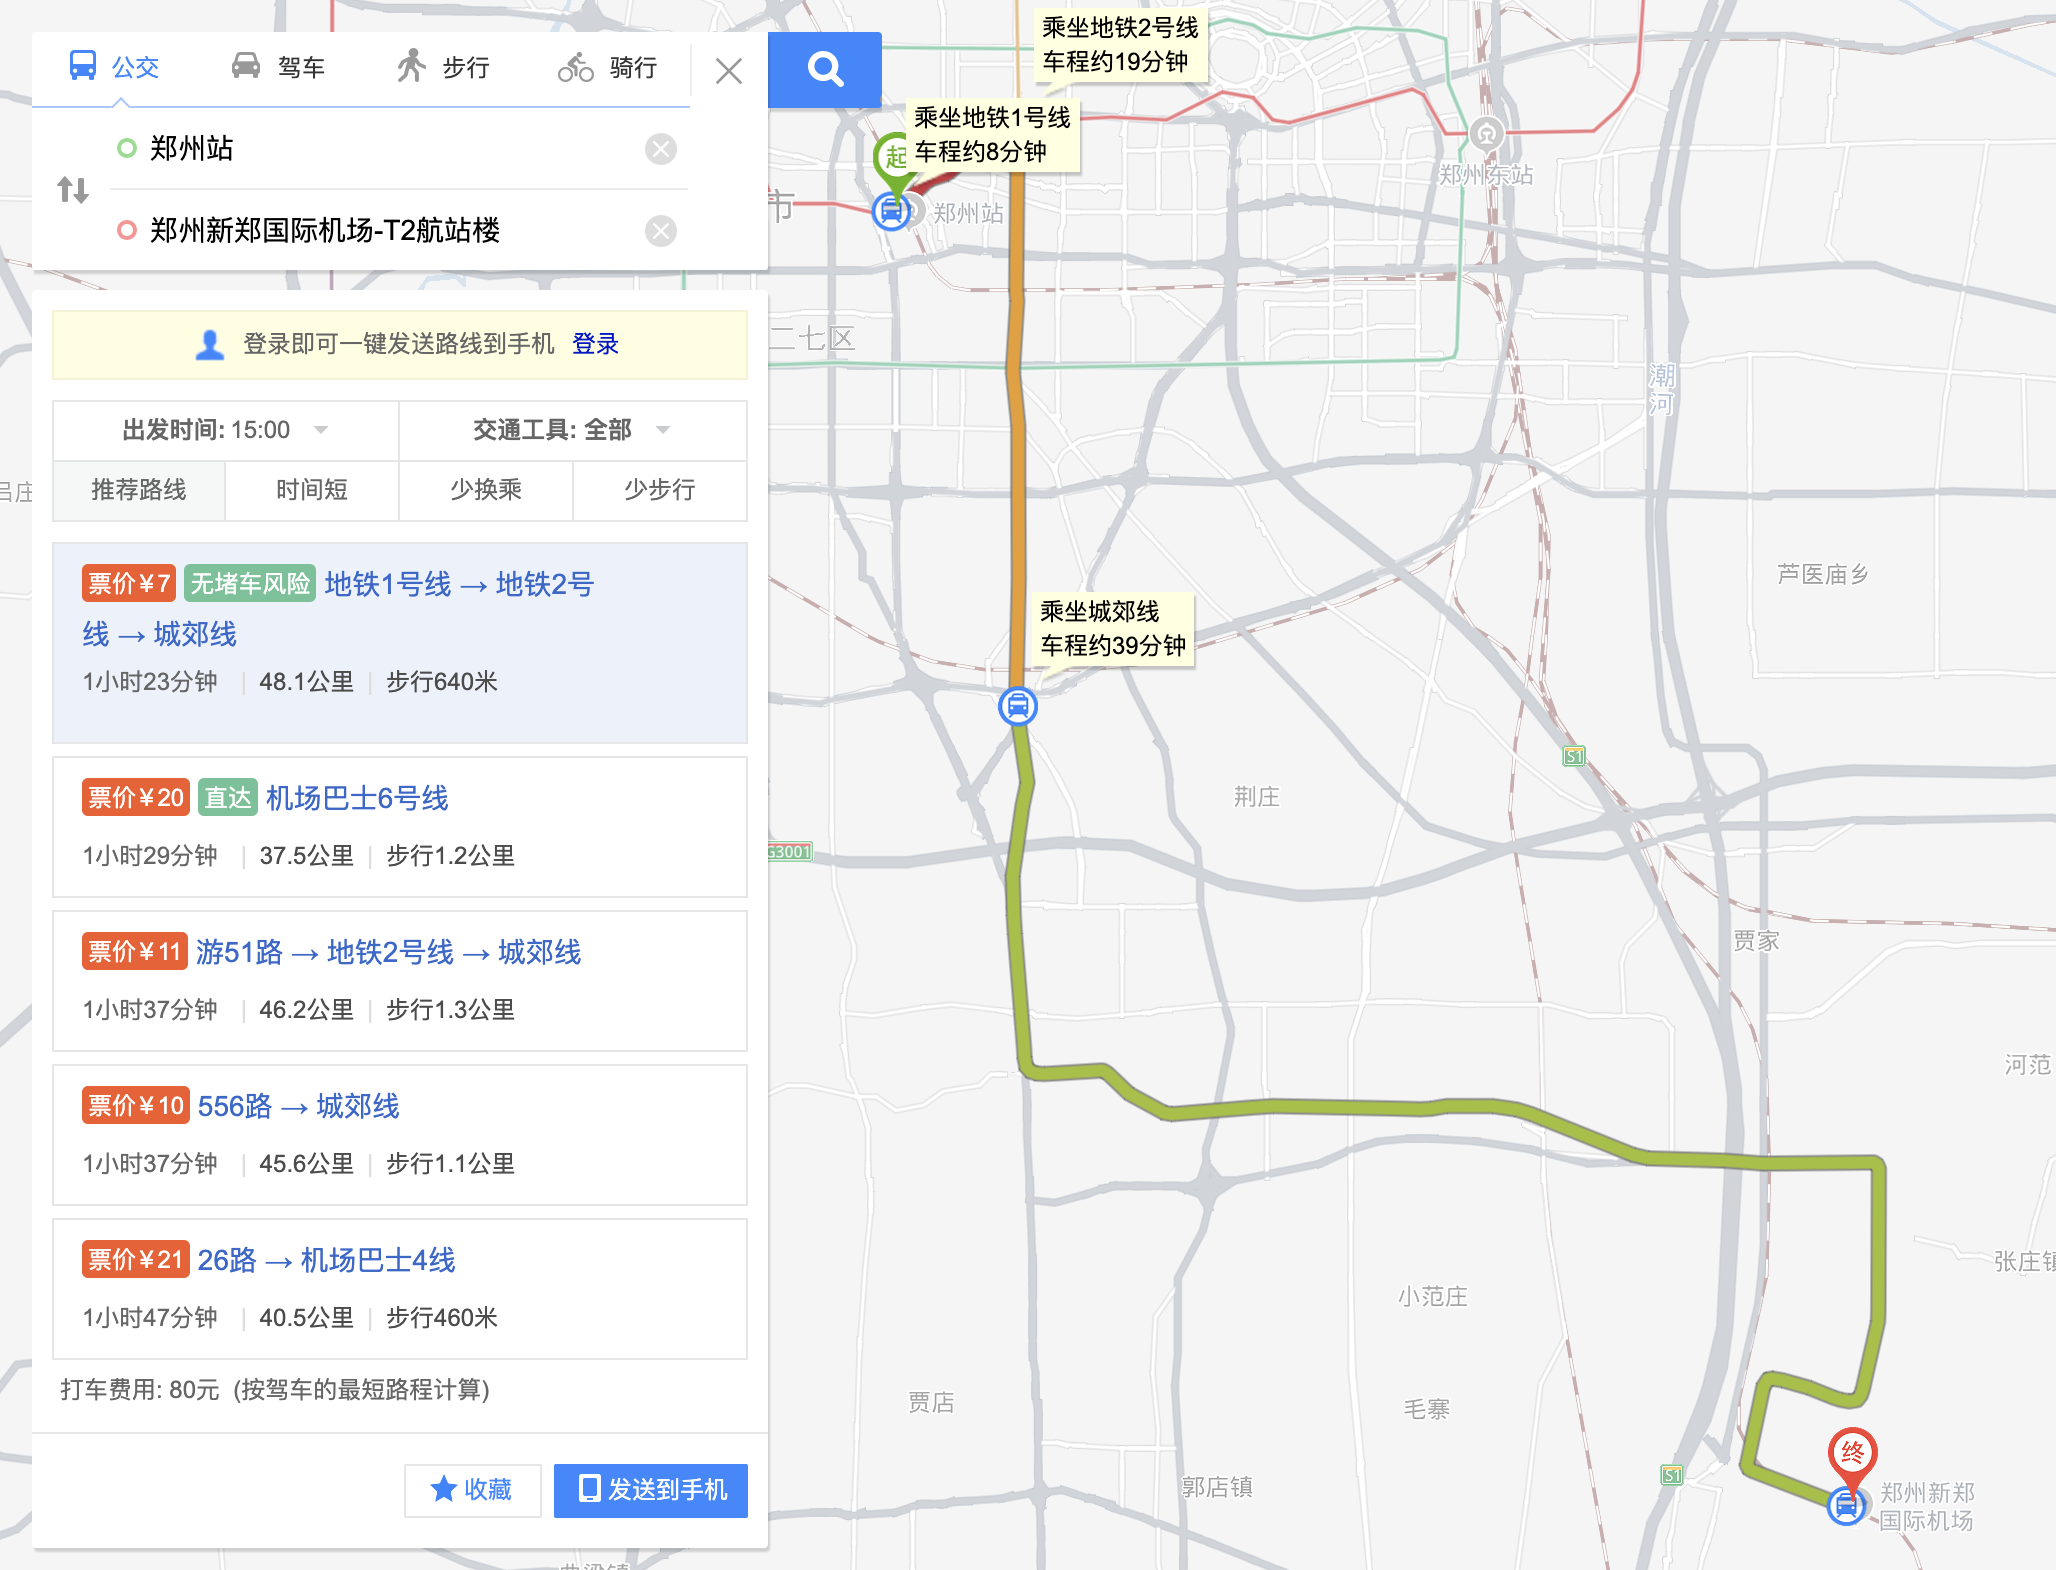 公交
驾车
步行
骑行
郑州站
郑州新郑国际机场-T2航站楼
登录即可一键发送路线到手机 登录
出发时间: 15:00
交通工具: 全部
推荐路线
时间短
少换乘
少步行
票价¥7 无堵车风险 地铁1号线 → 地铁2号
线 → 城郊线
1小时23分钟 | 48.1公里 | 步行640米
票价¥20 直达 机场巴士6号线
1小时29分钟 | 37.5公里 | 步行1.2公里
票价¥11 游51路 → 地铁2号线 → 城郊线
1小时37分钟 | 46.2公里 | 步行1.3公里
票价¥10 556路 → 城郊线
1小时37分钟 | 45.6公里 | 步行1.1公里
票价¥21 26路 → 机场巴士4线
1小时47分钟 | 40.5公里 | 步行460米
打车费用: 80元 (按驾车的最短路程计算)
收藏
发送到手机
乘坐地铁2号线
车程约19分钟
乘坐地铁1号线
车程约8分钟
起
郑州站
郑州东站
市
二七区
潮
河
吕庄
芦医庙乡
乘坐城郊线
车程约39分钟
S1
荆庄
G3001
贾家
河范
张庄镇
小范庄
贾店
毛寨
终
S1
郭店镇
郑州新郑
国际机场